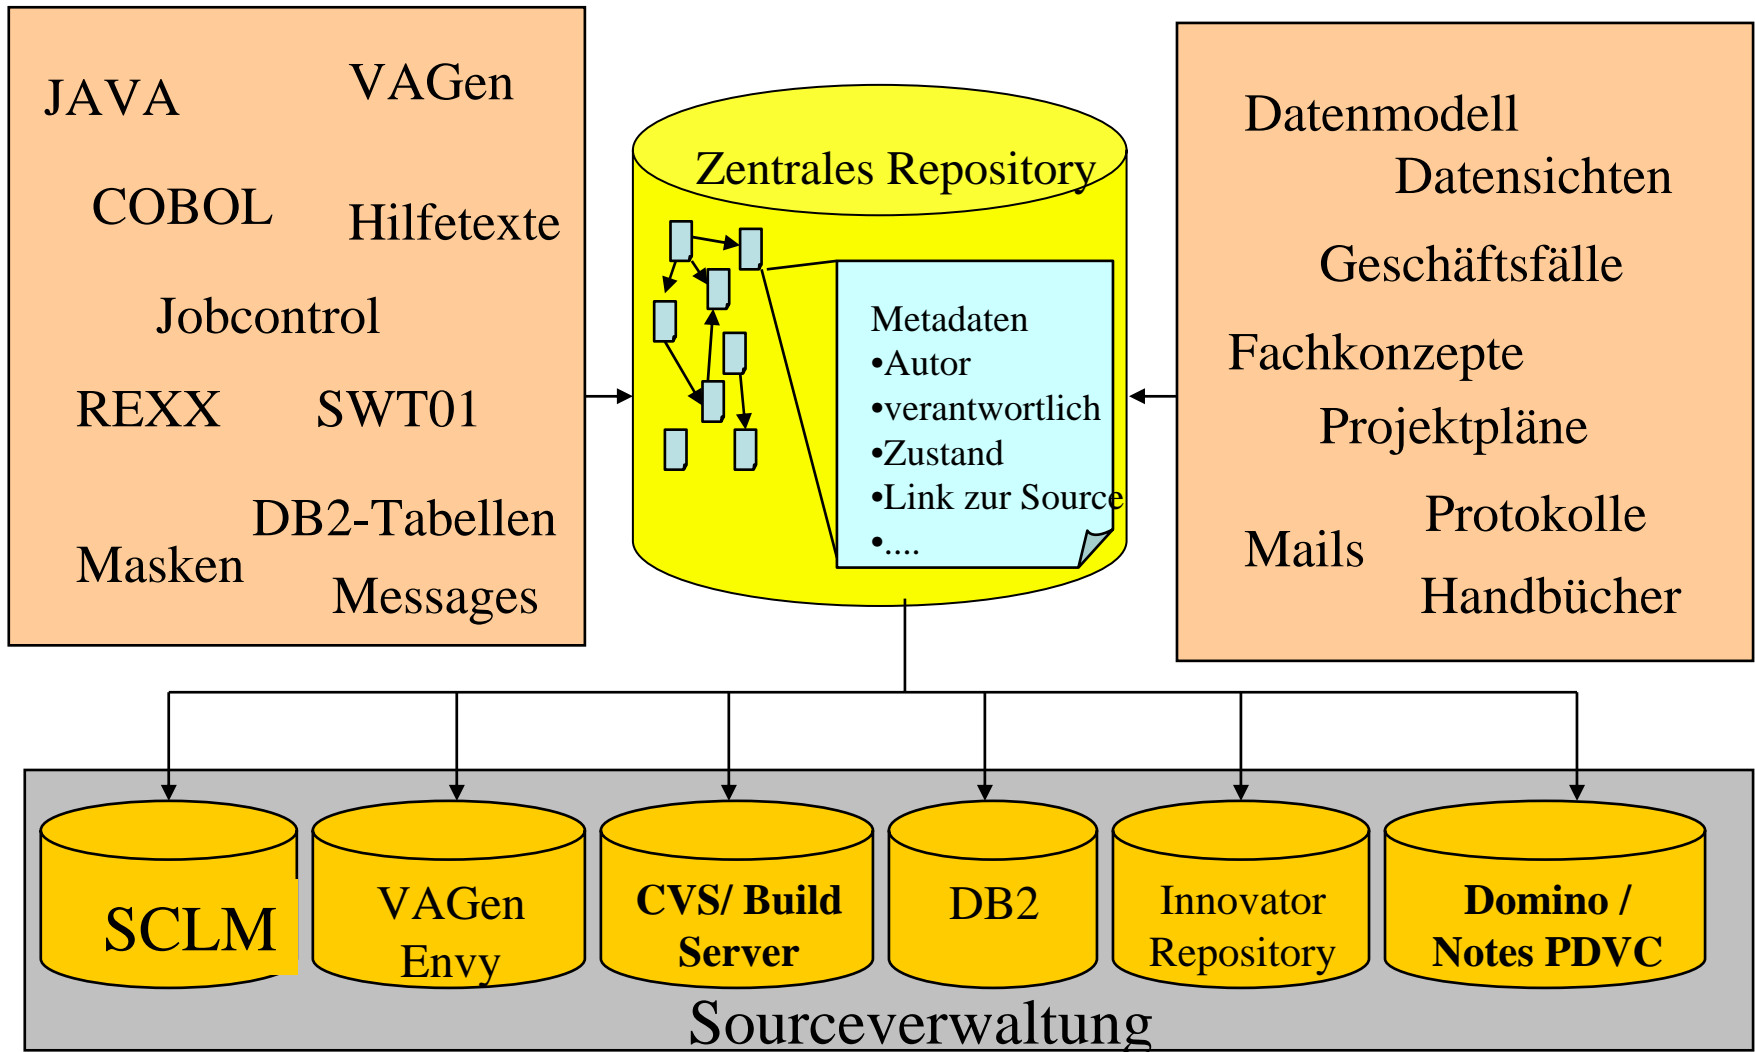 JAVA
VAGen
COBOL
Hilfetexte
Jobcontrol
REXX
SWT01
DB2-Tabellen
Masken
Messages
Zentrales Repository
Metadaten
•Autor
•verantwortlich
•Zustand
•Link zur Source
•....
Datenmodell
Datensichten
Geschäftsfälle
Fachkonzepte
Projektpläne
Protokolle
Mails
Handbücher
SCLM
VAGen
Envy
CVS/ Build
Server
DB2
Innovator
Repository
Domino /
Notes PDVC
Sourceverwaltung